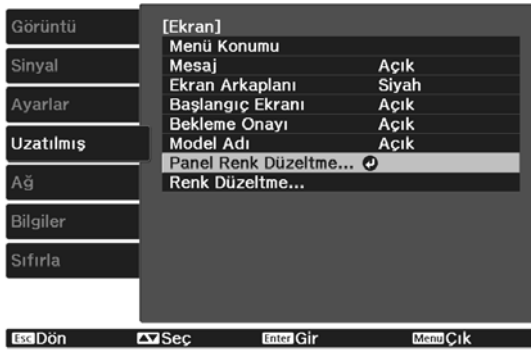 Görüntü
Sinyal
Ayarlar
Uzatılmış
Ağ
Bilgiler
Sıfırla
[Ekran]
Menü Konumu
Mesaj Açık
Ekran Arkaplanı Siyah
Başlangıç Ekranı Açık
Bekleme Onayı Açık
Model Adı Açık
Panel Renk Düzeltme...
Renk Düzeltme...
Esc Dön Seç Enter Gir Menu Çık